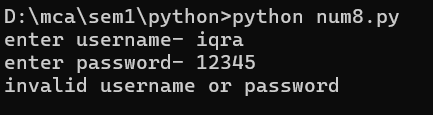 D:\mca\sem1\python>python num8.py
enter username- iqra
enter password- 12345
invalid username or password